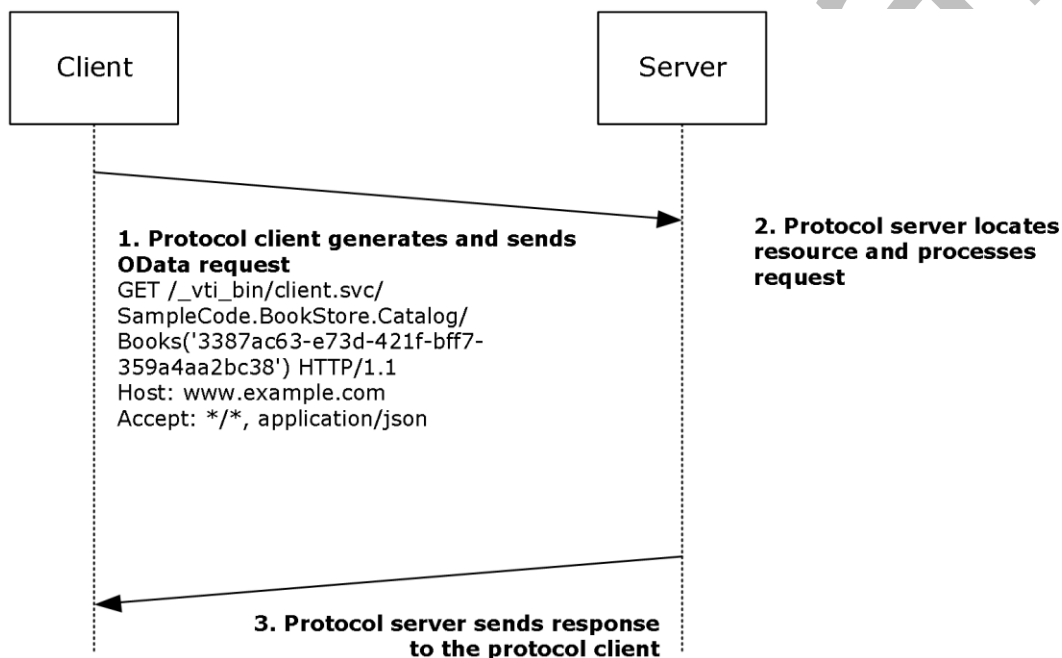 Client
Server
1. Protocol client generates and sends
OData request
GET /_vti_bin/client.svc/
SampleCode.BookStore.Catalog/
Books('3387ac63-e73d-421f-bff7-
359a4aa2bc38') HTTP/1.1
Host: www.example.com
Accept: */*, application/json
2. Protocol server locates
resource and processes
request
3. Protocol server sends response
to the protocol client